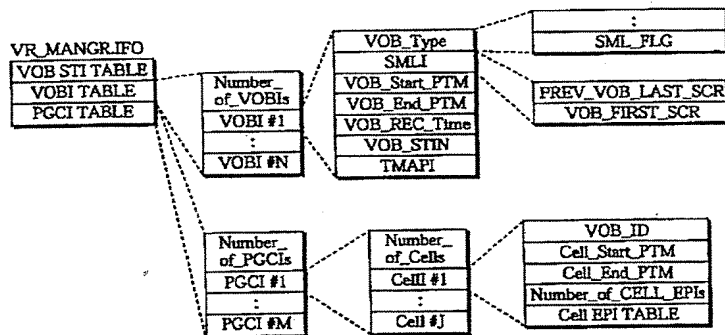 VR_MANGR.IFO
VOB STI TABLE
VOBI TABLE
PGCI TABLE
Number_
of_VOBIs
VOBI #1
:
VOBI #N
VOB_Type
SMLI
VOB_Start_PTM
VOB_End_PTM
VOB_REC_Time
VOB_STIN
TMAPI
:
SML_FLG
PREV_VOB_LAST_SCR
VOB_FIRST_SCR
Number_
of_PGCIs
PGCI #1
:
PGCI #M
Number_
of_Cells
CellI #1
:
Cell #J
VOB_ID
Cell_Start_PTM
Cell_End_PTM
Number_of_CELL_EPIs
Cell EPI TABLE